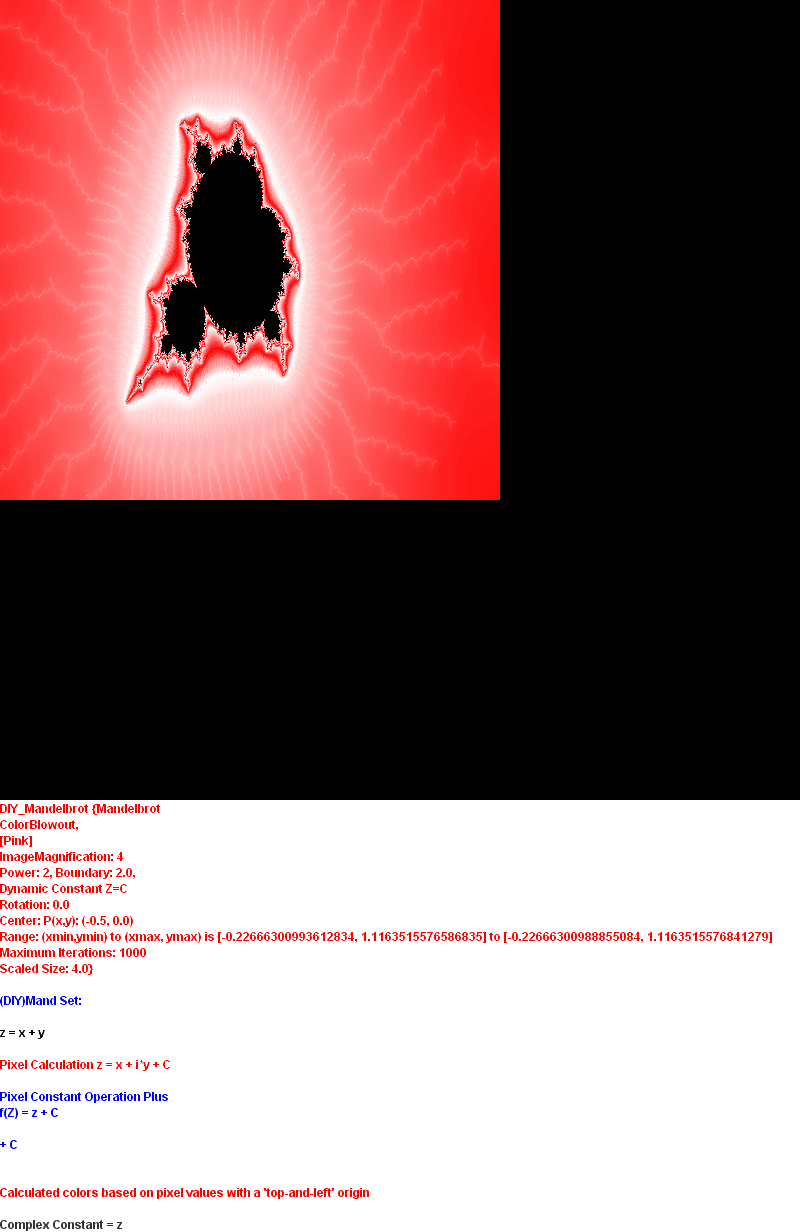 DIY_Mandelbrot {Mandelbrot
ColorBlowout,
[Pink]
ImageMagnification: 4
Power: 2, Boundary: 2.0,
Dynamic Constant Z=C
Rotation: 0.0
Center: P(x,y): (-0.5, 0.0)
Range: (xmin,ymin) to (xmax, ymax) is [-0.22666300993612834, 1.1163515576586835] to [-0.22666300988855084, 1.1163515576841279]
Maximum Iterations: 1000
Scaled Size: 4.0}
(DIY)Mand Set:
z = x + y
Pixel Calculation z = x + i*y + C
Pixel Constant Operation Plus
f(Z) = z + C
+ C
Calculated colors based on pixel values with a 'top-and-left' origin
Complex Constant = z